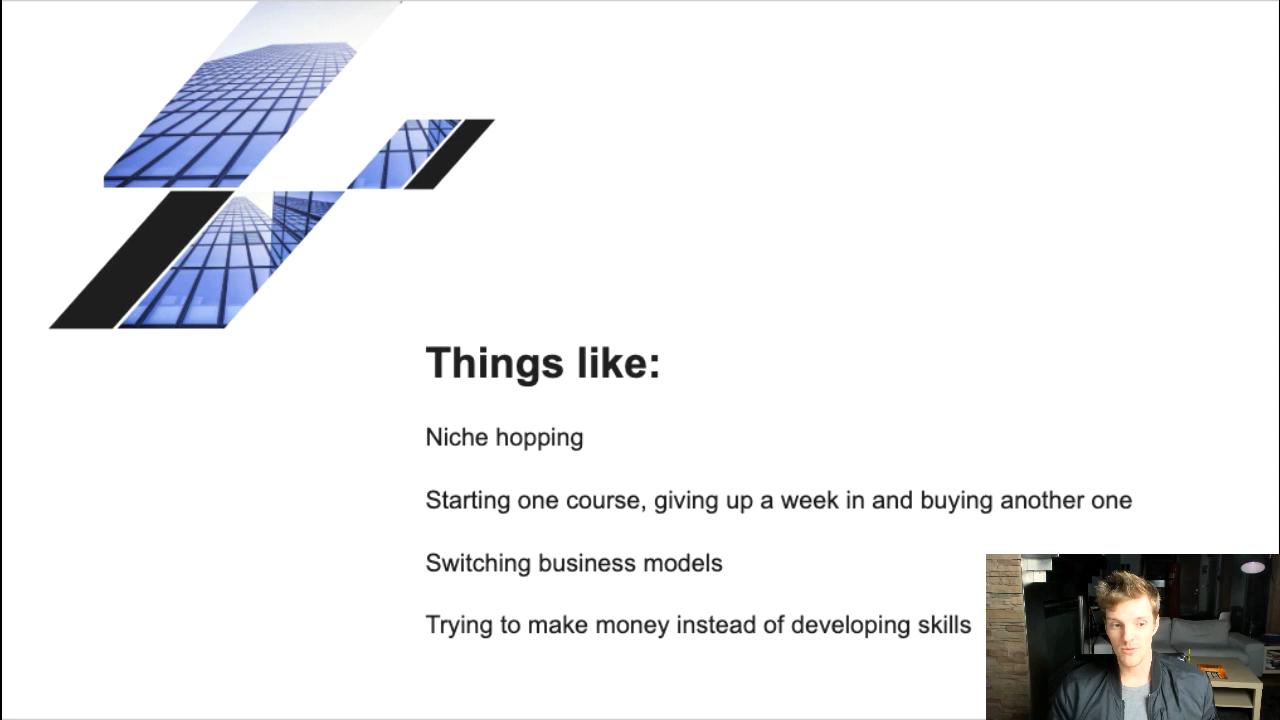 Things like:
Niche hopping
Starting one course, giving up a week in and buying another one
Switching business models
Trying to make money instead of developing skills